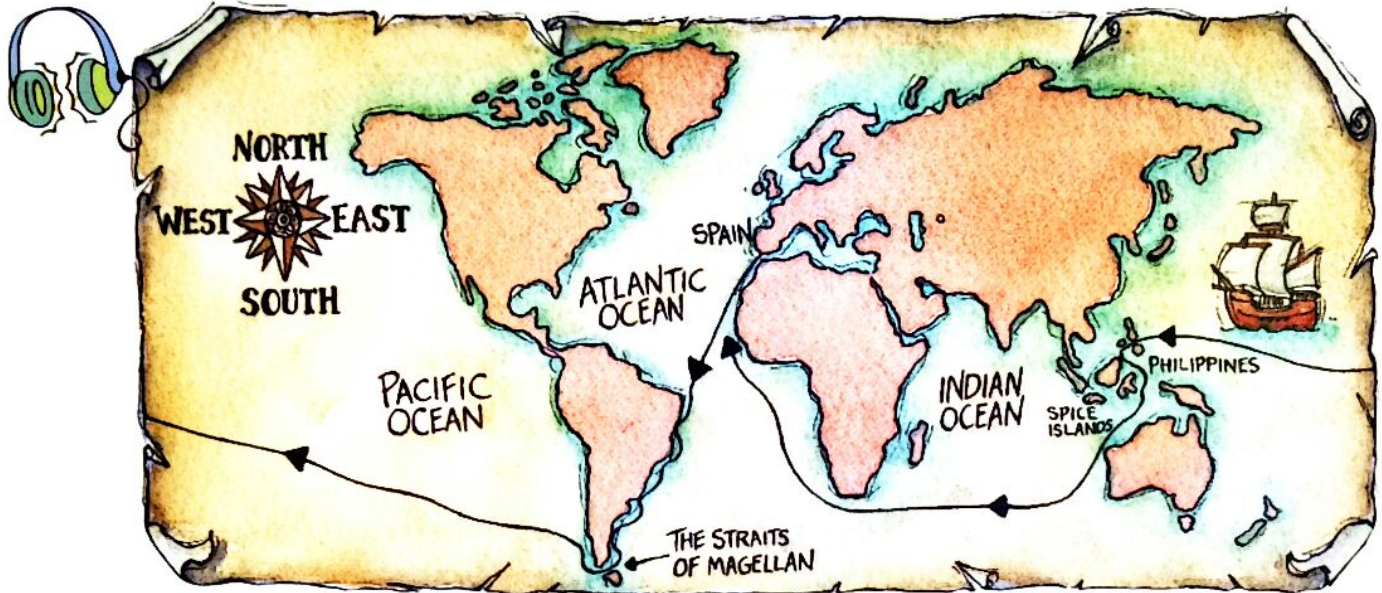 NORTH
WEST EAST
SOUTH
SPAIN
ATLANTIC
OCEAN
PACIFIC
OCEAN
INDIAN
OCEAN
PHILIPPINES
SPICE
ISLANDS
THE STRAITS
OF MAGELLAN